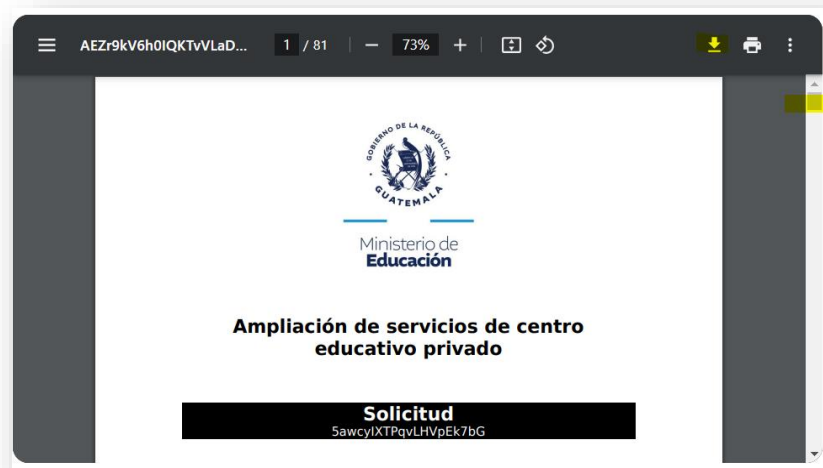 AEZr9kV6h0IQKTvVLaD... 1 / 81 73%
GOBIERNO DE LA REPÚBLICA
GUATEMALA
Ministerio de
Educación
Ampliación de servicios de centro
educativo privado
Solicitud
5awcyIXTPqvLHVpEk7bG